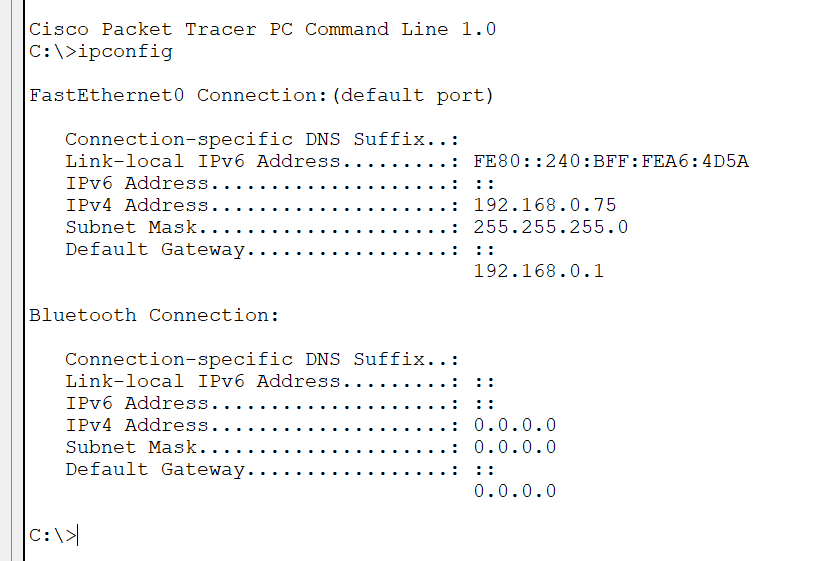 Cisco Packet Tracer PC Command Line 1.0
C:\>ipconfig
FastEthernet0 Connection:(default port)
Connection-specific DNS Suffix..:
Link-local IPv6 Address.........: FE80::240:BFF:FEA6:4D5A
IPv6 Address....................: ::
IPv4 Address....................: 192.168.0.75
Subnet Mask.....................: 255.255.255.0
Default Gateway.................: ::
192.168.0.1
Bluetooth Connection:
Connection-specific DNS Suffix..:
Link-local IPv6 Address.........: ::
IPv6 Address....................: ::
IPv4 Address....................: 0.0.0.0
Subnet Mask.....................: 0.0.0.0
Default Gateway.................: ::
0.0.0.0
C:\>